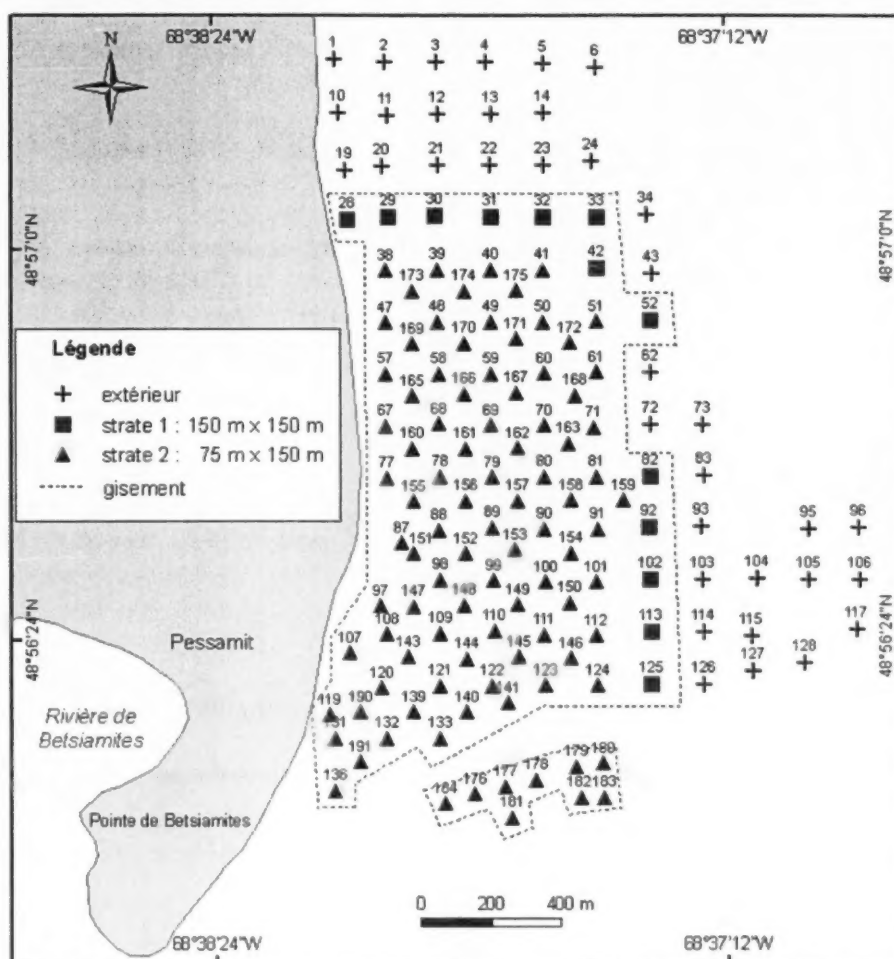 68°38'24"W 68°37'12"W
N
1 2 3 4 5 6
10 11 12 13 14
19 20 21 22 23 24
28 29 30 31 32 33 34
48°57'0"N 48°57'0"N
38 39 40 41 42 43
173 174 175
47 48 49 50 51 52
169 170 171 172
Légende
extérieur
strate 1 : 150 m x 150 m
strate 2 : 75 m x 150 m
gisement
57 58 59 60 61 62
165 166 167 168
67 68 69 70 71 72 73
160 161 162 163
77 78 79 80 81 82 83
155 156 157 158 159
87 88 89 90 91 92 93 95 96
151 152 153 154
98 99 100 101 102 103 104 105 106
97 147 148 149 150
48°56'24"N 48°56'24"N
108 109 110 111 112 113 114 115 117
Pessamit
107 143 144 145 146 127 128
120 121 122 123 124 125 126
141
Rivière de
Betsiamites
119 190 139 140
131 132 133
191
136
184 176 177 178 179 180
181 182 183
Pointe de Betsiamites
0 200 400 m
68°38'24"W 68°37'12"W